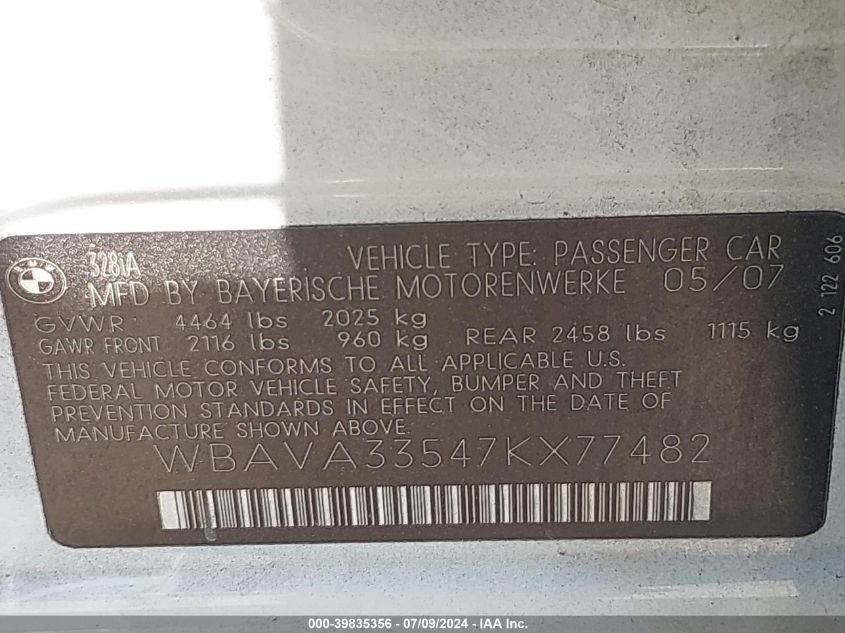 BMW
328iA
VEHICLE TYPE: PASSENGER CAR
MFD BY BAYERISCHE MOTORENWERKE 05/07
GVWR 4464 lbs 2025 kg
GAWR FRONT 2116 lbs 960 kg REAR 2458 lbs 1115 kg
THIS VEHICLE CONFORMS TO ALL APPLICABLE U.S.
FEDERAL MOTOR VEHICLE SAFETY, BUMPER AND THEFT
PREVENTION STANDARDS IN EFFECT ON THE DATE OF
MANUFACTURE SHOWN ABOVE.
WBAVA33547KX77482
2 122 606
000-39835356 - 07/09/2024 - IAA Inc.